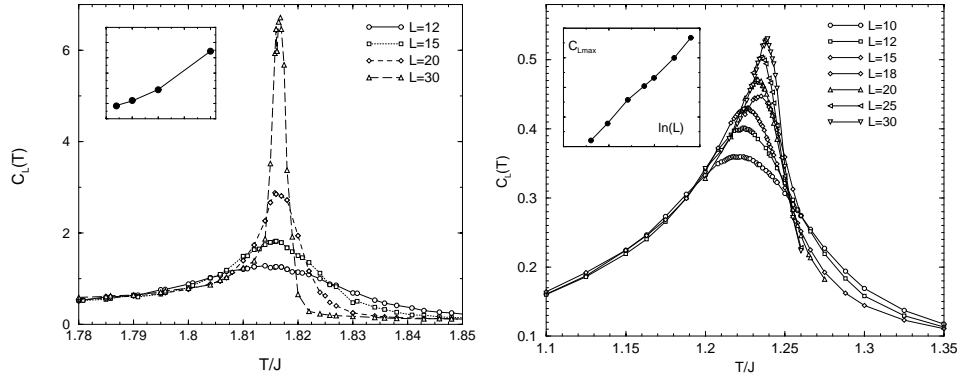 6
4
2
0
C_L(T)
1.78
1.79
1.80
1.81
1.82
1.83
1.84
1.85
T/J
L=12
L=15
L=20
L=30
0.5
0.4
0.3
0.2
0.1
C_L(T)
1.1
1.15
1.2
1.25
1.3
1.35
T/J
C_Lmax
ln(L)
L=10
L=12
L=15
L=18
L=20
L=25
L=30